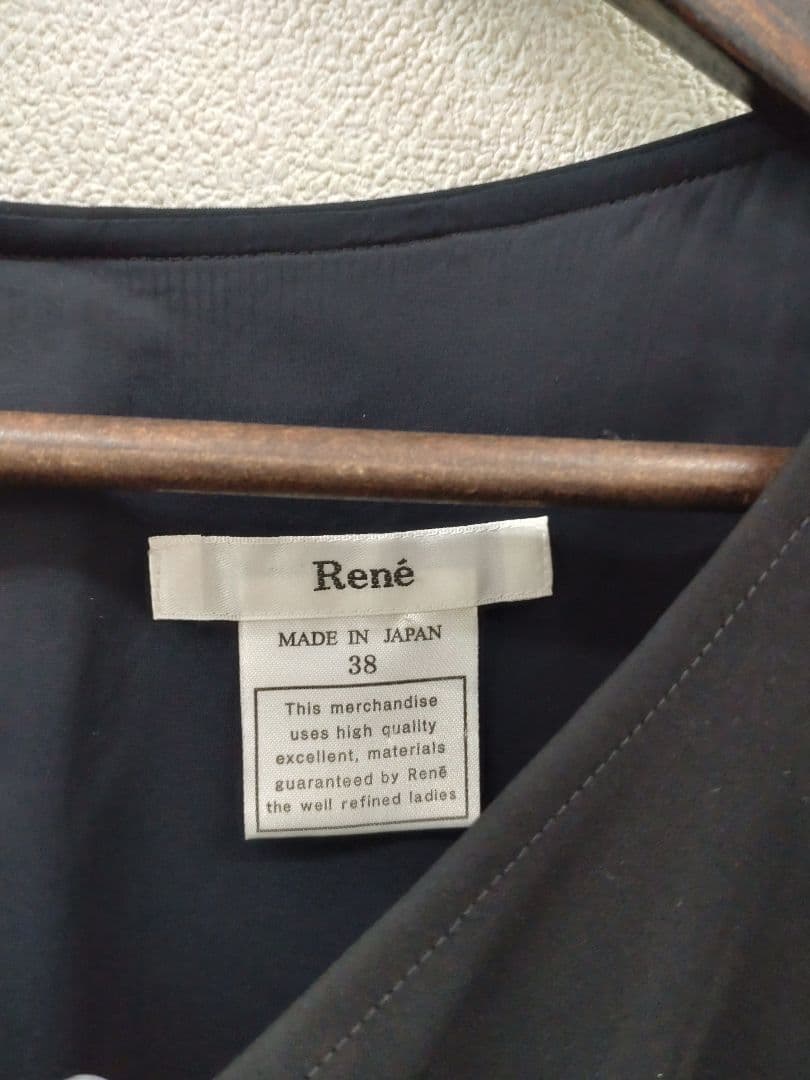 René
MADE IN JAPAN
38
This merchandise
uses high quality
excellent, materials
guaranteed by René
the well refined ladies